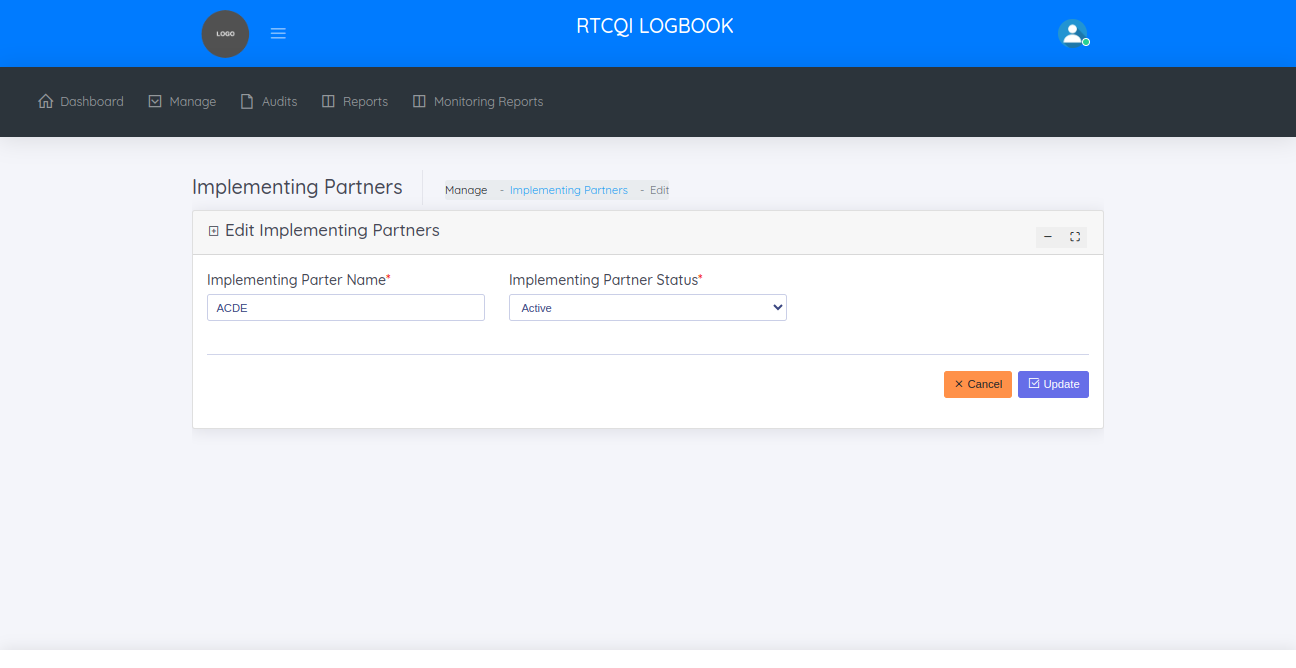 LOGO
RTCQI LOGBOOK
Dashboard Manage Audits Reports Monitoring Reports
Implementing Partners
Manage - Implementing Partners - Edit
Edit Implementing Partners
Implementing Parter Name* Implementing Partner Status*
ACDE Active
Cancel Update